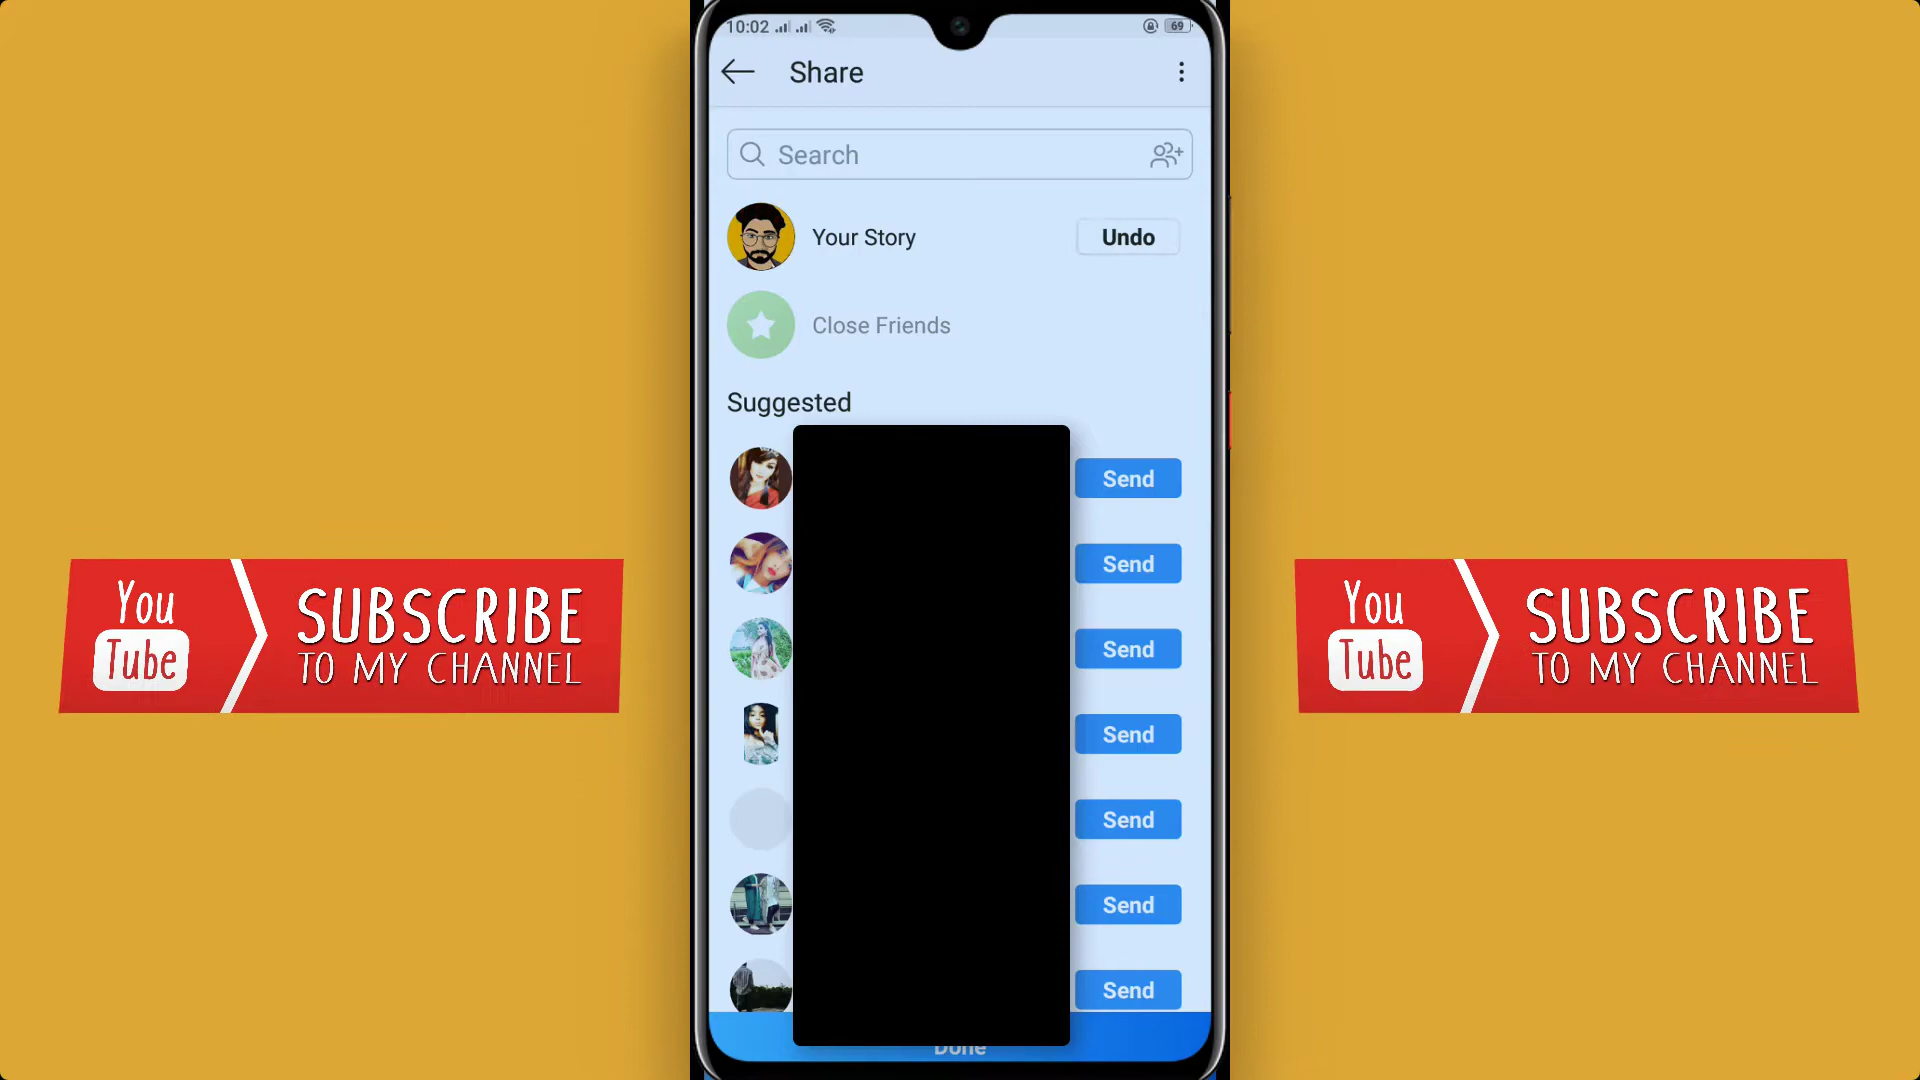 10:02
69
Share
Search
Your Story
Undo
Close Friends
Suggested
Send
Send
Send
Send
Send
Send
Send
Done
You
Tube
SUBSCRIBE
TO MY CHANNEL
You
Tube
SUBSCRIBE
TO MY CHANNEL